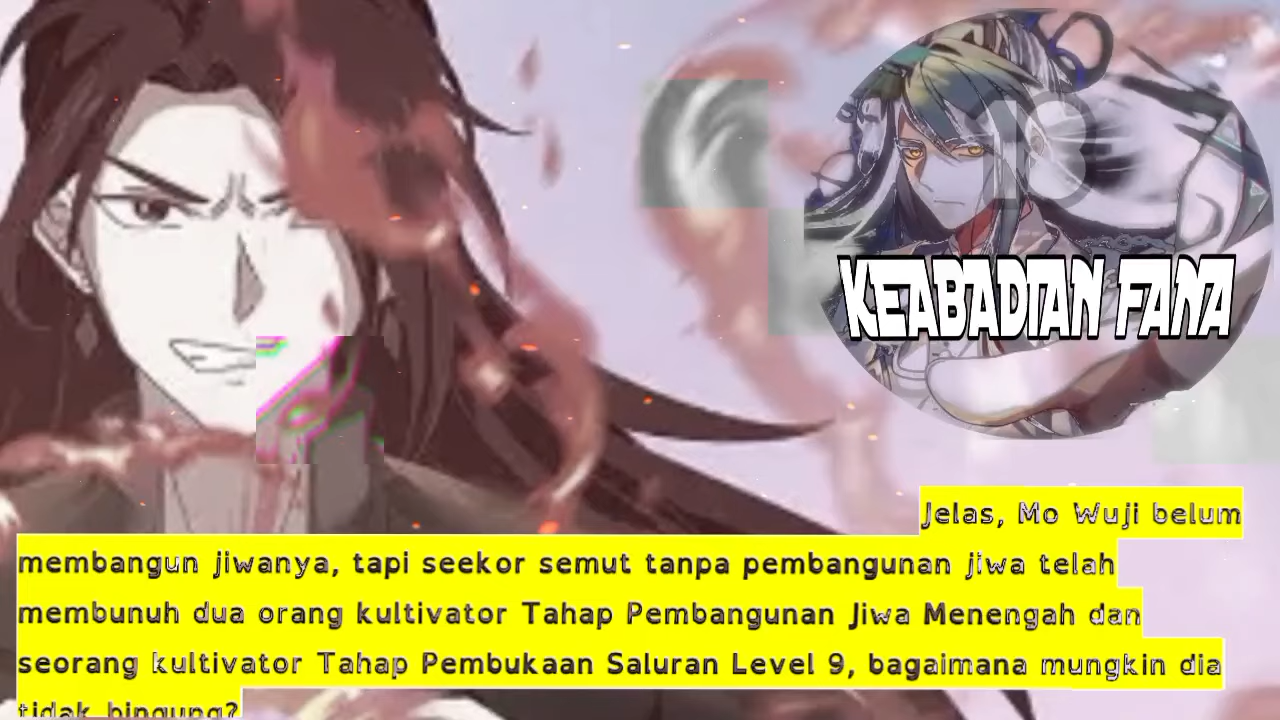 KEABADIAN FANA
Jelas, Mo Wuji belum
membangun jiwanya, tapi seekor semut tanpa pembangunan jiwa telah
membunuh dua orang kultivator Tahap Pembangunan Jiwa Menengah dan
seorang kultivator Tahap Pembukaan Saluran Level 9, bagaimana mungkin dia
tidak bingung?